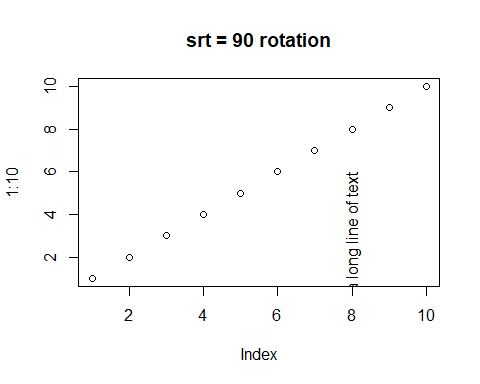 srt = 90 rotation
10
8
6
4
2
1:10
long line of text
2 4 6 8 10
Index